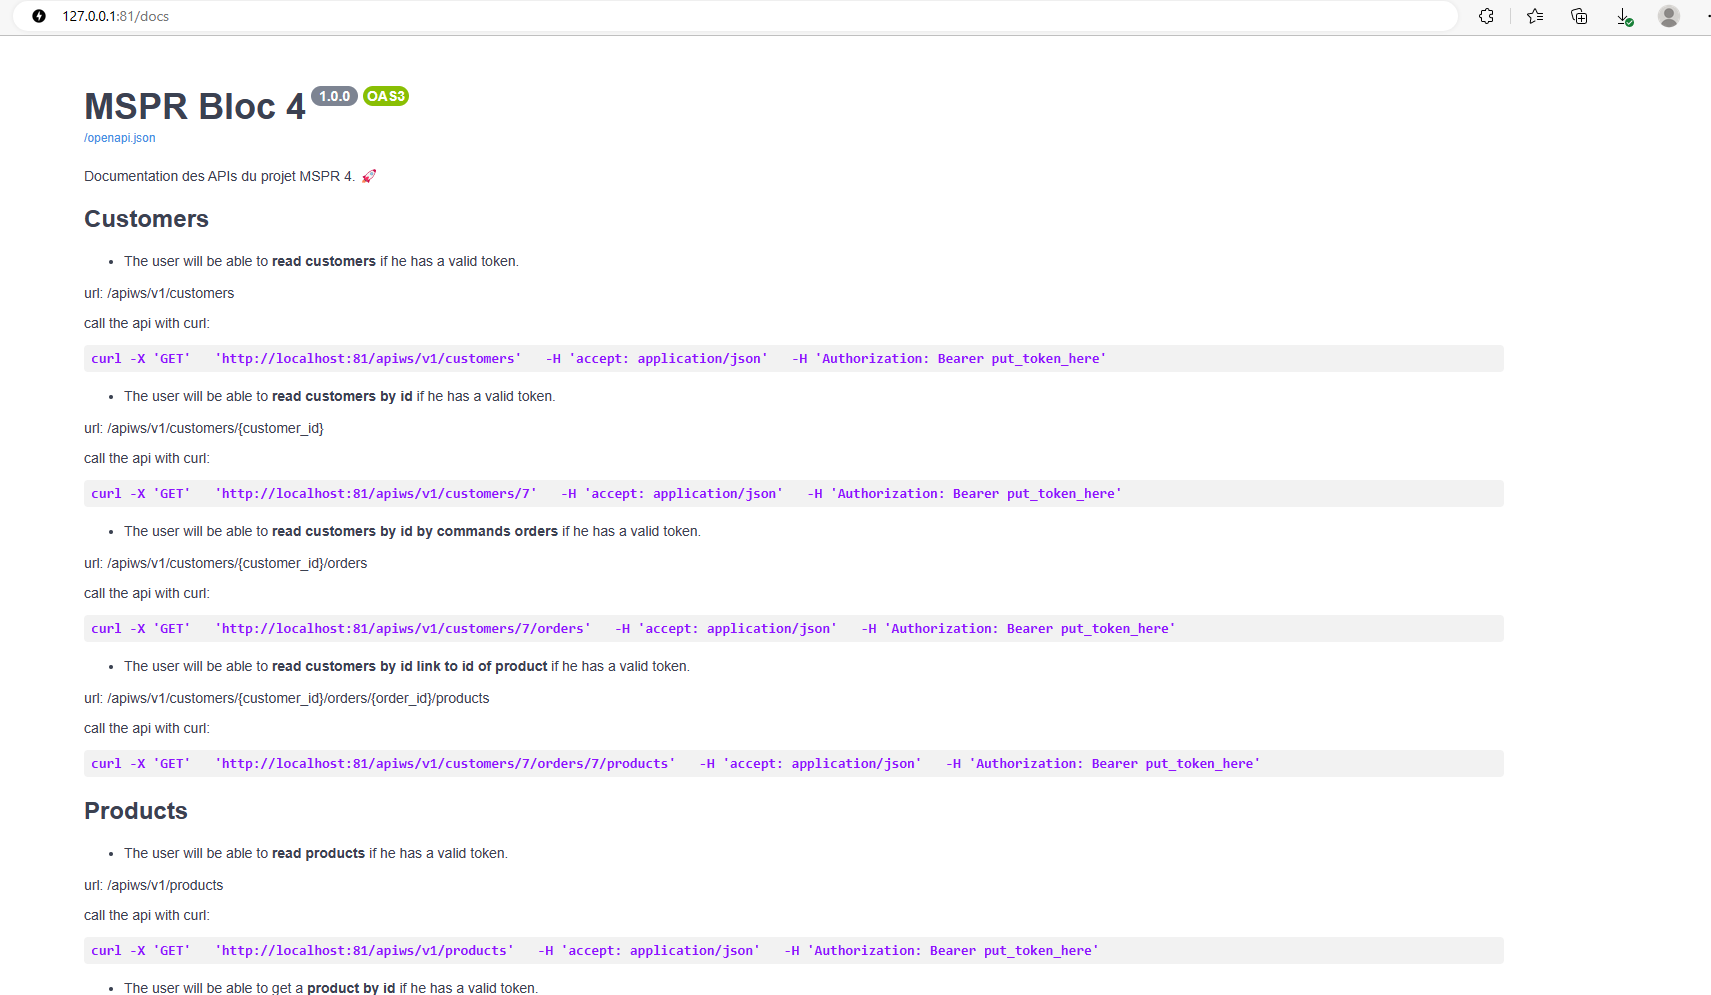 127.0.0.1:81/docs
MSPR Bloc 4 1.0.0 OAS3
/openapi.json
Documentation des APIs du projet MSPR 4. 🚀
Customers
• The user will be able to read customers if he has a valid token.
url: /apiws/v1/customers
call the api with curl:
curl -X 'GET'   'http://localhost:81/apiws/v1/customers'   -H 'accept: application/json'   -H 'Authorization: Bearer put_token_here'
• The user will be able to read customers by id if he has a valid token.
url: /apiws/v1/customers/{customer_id}
call the api with curl:
curl -X 'GET'   'http://localhost:81/apiws/v1/customers/7'   -H 'accept: application/json'   -H 'Authorization: Bearer put_token_here'
• The user will be able to read customers by id by commands orders if he has a valid token.
url: /apiws/v1/customers/{customer_id}/orders
call the api with curl:
curl -X 'GET'   'http://localhost:81/apiws/v1/customers/7/orders'   -H 'accept: application/json'   -H 'Authorization: Bearer put_token_here'
• The user will be able to read customers by id link to id of product if he has a valid token.
url: /apiws/v1/customers/{customer_id}/orders/{order_id}/products
call the api with curl:
curl -X 'GET'   'http://localhost:81/apiws/v1/customers/7/orders/7/products'   -H 'accept: application/json'   -H 'Authorization: Bearer put_token_here'
Products
• The user will be able to read products if he has a valid token.
url: /apiws/v1/products
call the api with curl:
curl -X 'GET'   'http://localhost:81/apiws/v1/products'   -H 'accept: application/json'   -H 'Authorization: Bearer put_token_here'
• The user will be able to get a product by id if he has a valid token.